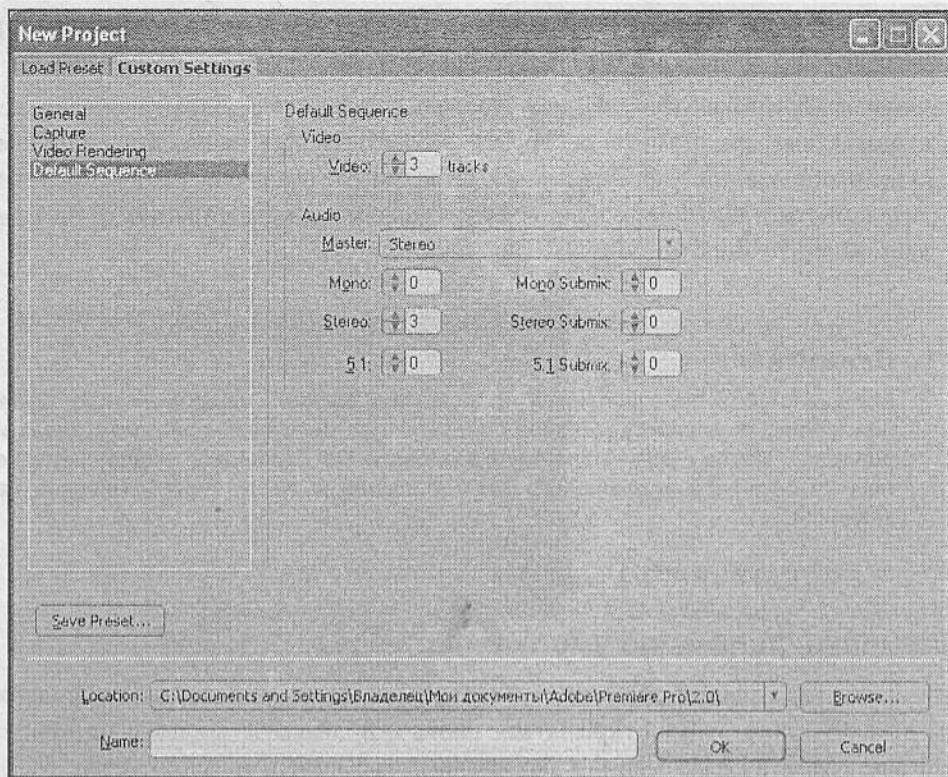 New Project
Load Preset Custom Settings
General
Capture
Video Rendering
Default Sequence
Default Sequence
Video
Video: 3 tracks
Audio
Master: Stereo
Mono: 0 Mono Submix: 0
Stereo: 3 Stereo Submix: 0
5.1: 0 5.1 Submix: 0
Save Preset...
Location: C:\Documents and Settings\Владелец\Мои документы\Adobe\Premiere Pro\2.0\ Browse...
Name: OK Cancel